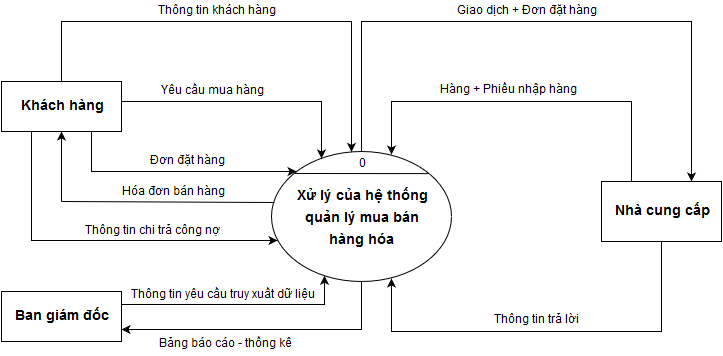 Thông tin khách hàng
Giao dịch + Đơn đặt hàng
Khách hàng
Yêu cầu mua hàng
Hàng + Phiếu nhập hàng
Đơn đặt hàng
0
Hóa đơn bán hàng
Xử lý của hệ thống
quản lý mua bán
hàng hóa
Nhà cung cấp
Thông tin chi trả công nợ
Thông tin yêu cầu truy xuất dữ liệu
Ban giám đốc
Thông tin trả lời
Bảng báo cáo - thống kê